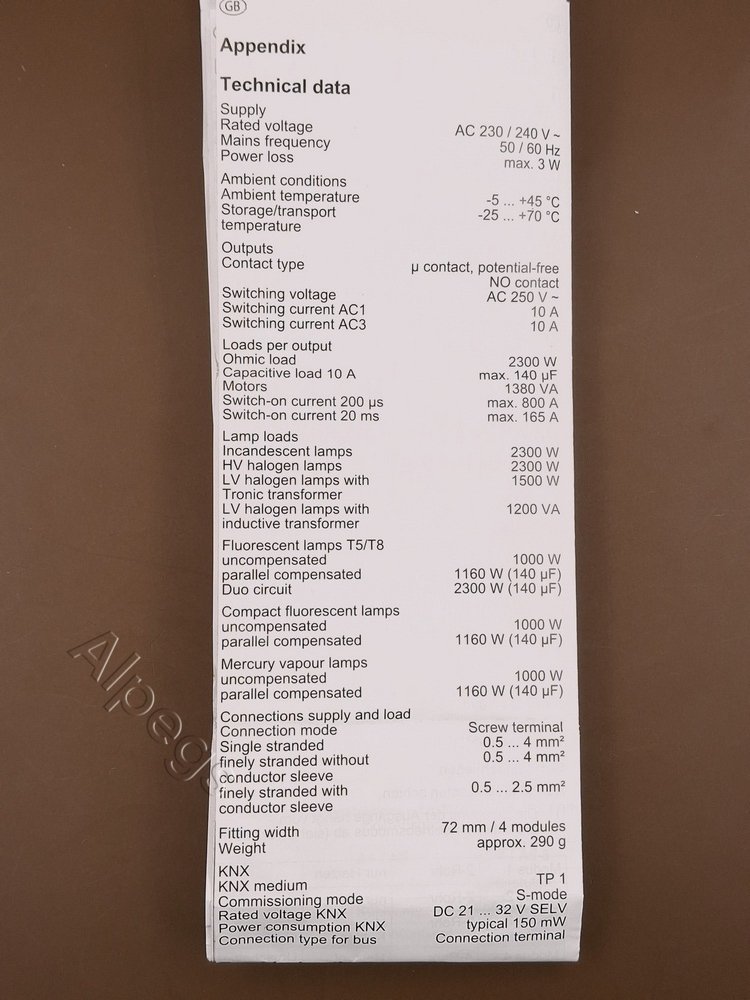 GB
Appendix
Technical data
Supply
Rated voltage AC 230 / 240 V ~
Mains frequency 50 / 60 Hz
Power loss max. 3 W
Ambient conditions
Ambient temperature -5 ... +45 °C
Storage/transport -25 ... +70 °C
temperature
Outputs
Contact type µ contact, potential-free
NO contact
Switching voltage AC 250 V ~
Switching current AC1 10 A
Switching current AC3 10 A
Loads per output
Ohmic load 2300 W
Capacitive load 10 A max. 140 µF
Motors 1380 VA
Switch-on current 200 µs max. 800 A
Switch-on current 20 ms max. 165 A
Lamp loads
Incandescent lamps 2300 W
HV halogen lamps 2300 W
LV halogen lamps with 1500 W
Tronic transformer
LV halogen lamps with 1200 VA
inductive transformer
Fluorescent lamps T5/T8
uncompensated 1000 W
parallel compensated 1160 W (140 µF)
Duo circuit 2300 W (140 µF)
Compact fluorescent lamps
uncompensated 1000 W
parallel compensated 1160 W (140 µF)
Mercury vapour lamps
uncompensated 1000 W
parallel compensated 1160 W (140 µF)
Connections supply and load
Connection mode Screw terminal
Single stranded 0.5 ... 4 mm²
finely stranded without 0.5 ... 4 mm²
conductor sleeve
finely stranded with 0.5 ... 2.5 mm²
conductor sleeve
Fitting width 72 mm / 4 modules
Weight approx. 290 g
KNX
KNX medium TP 1
Commissioning mode S-mode
Rated voltage KNX DC 21 ... 32 V SELV
Power consumption KNX typical 150 mW
Connection type for bus Connection terminal
Alpegs